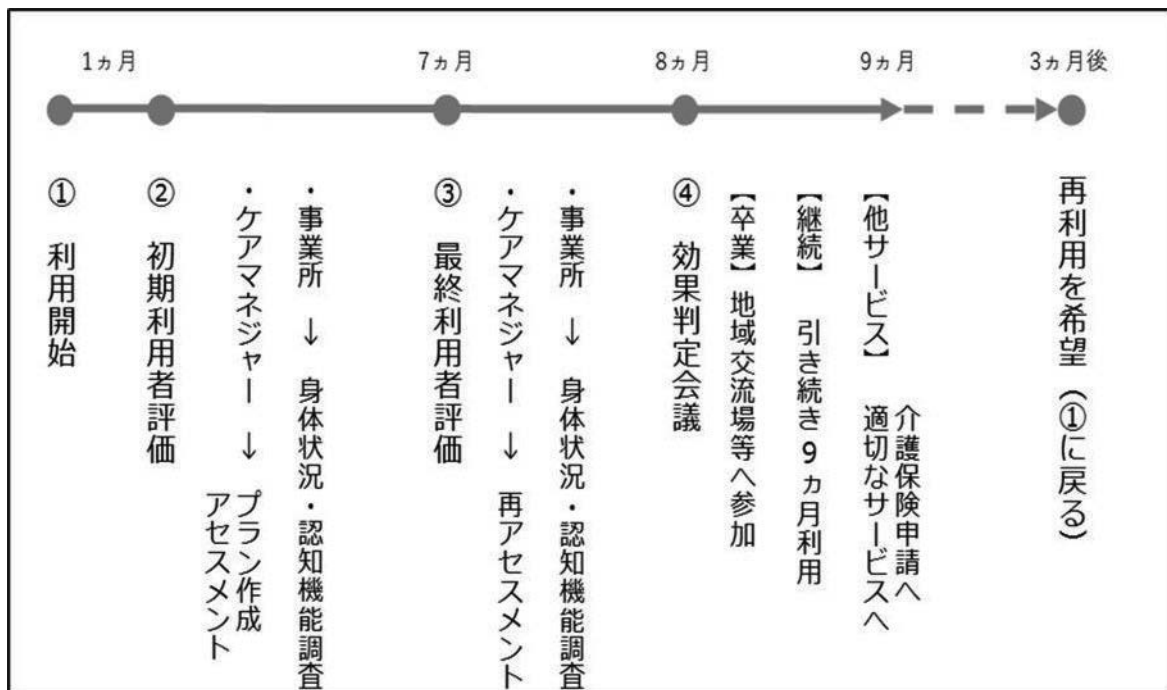 1ヵ月
7ヵ月
8ヵ月
9ヵ月
3ヵ月後
① 利用開始
② 初期利用者評価
・ケアマネジャー ↓ プラン作成
アセスメント
・事業所 ↓ 身体状況・認知機能調査
③ 最終利用者評価
・ケアマネジャー ↓ 再アセスメント
・事業所 ↓ 身体状況・認知機能調査
④ 効果判定会議
【卒業】地域交流場等へ参加
【継続】 引き続き9ヵ月利用
【他サービス】 介護保険申請へ
適切なサービスへ
再利用を希望（①に戻る）